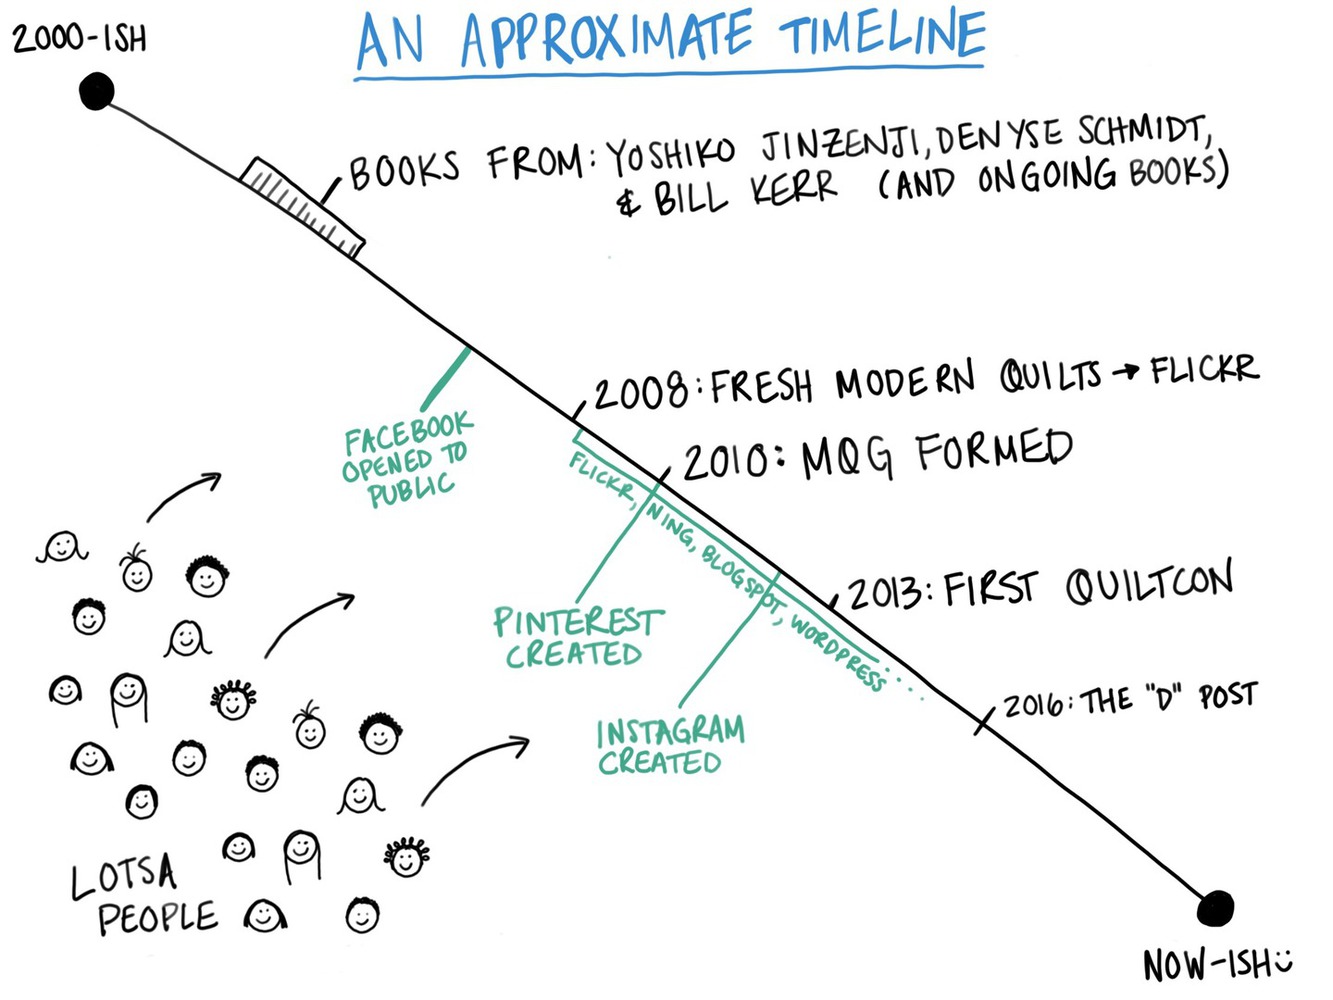 AN APPROXIMATE TIMELINE
2000-ISH
BOOKS FROM: YOSHIKO JINZENJI, DENYSE SCHMIDT,
& BILL KERR (AND ONGOING BOOKS)
FACEBOOK
OPENED TO
PUBLIC
2008: FRESH MODERN QUILTS → FLICKR
2010: MQG FORMED
FLICKR, NING, BLOGSPOT, WORDPRESS.....
PINTEREST
CREATED
2013: FIRST QUILTCON
INSTAGRAM
CREATED
2016: THE "D" POST
LOTSA
PEOPLE
NOW-ISH :)